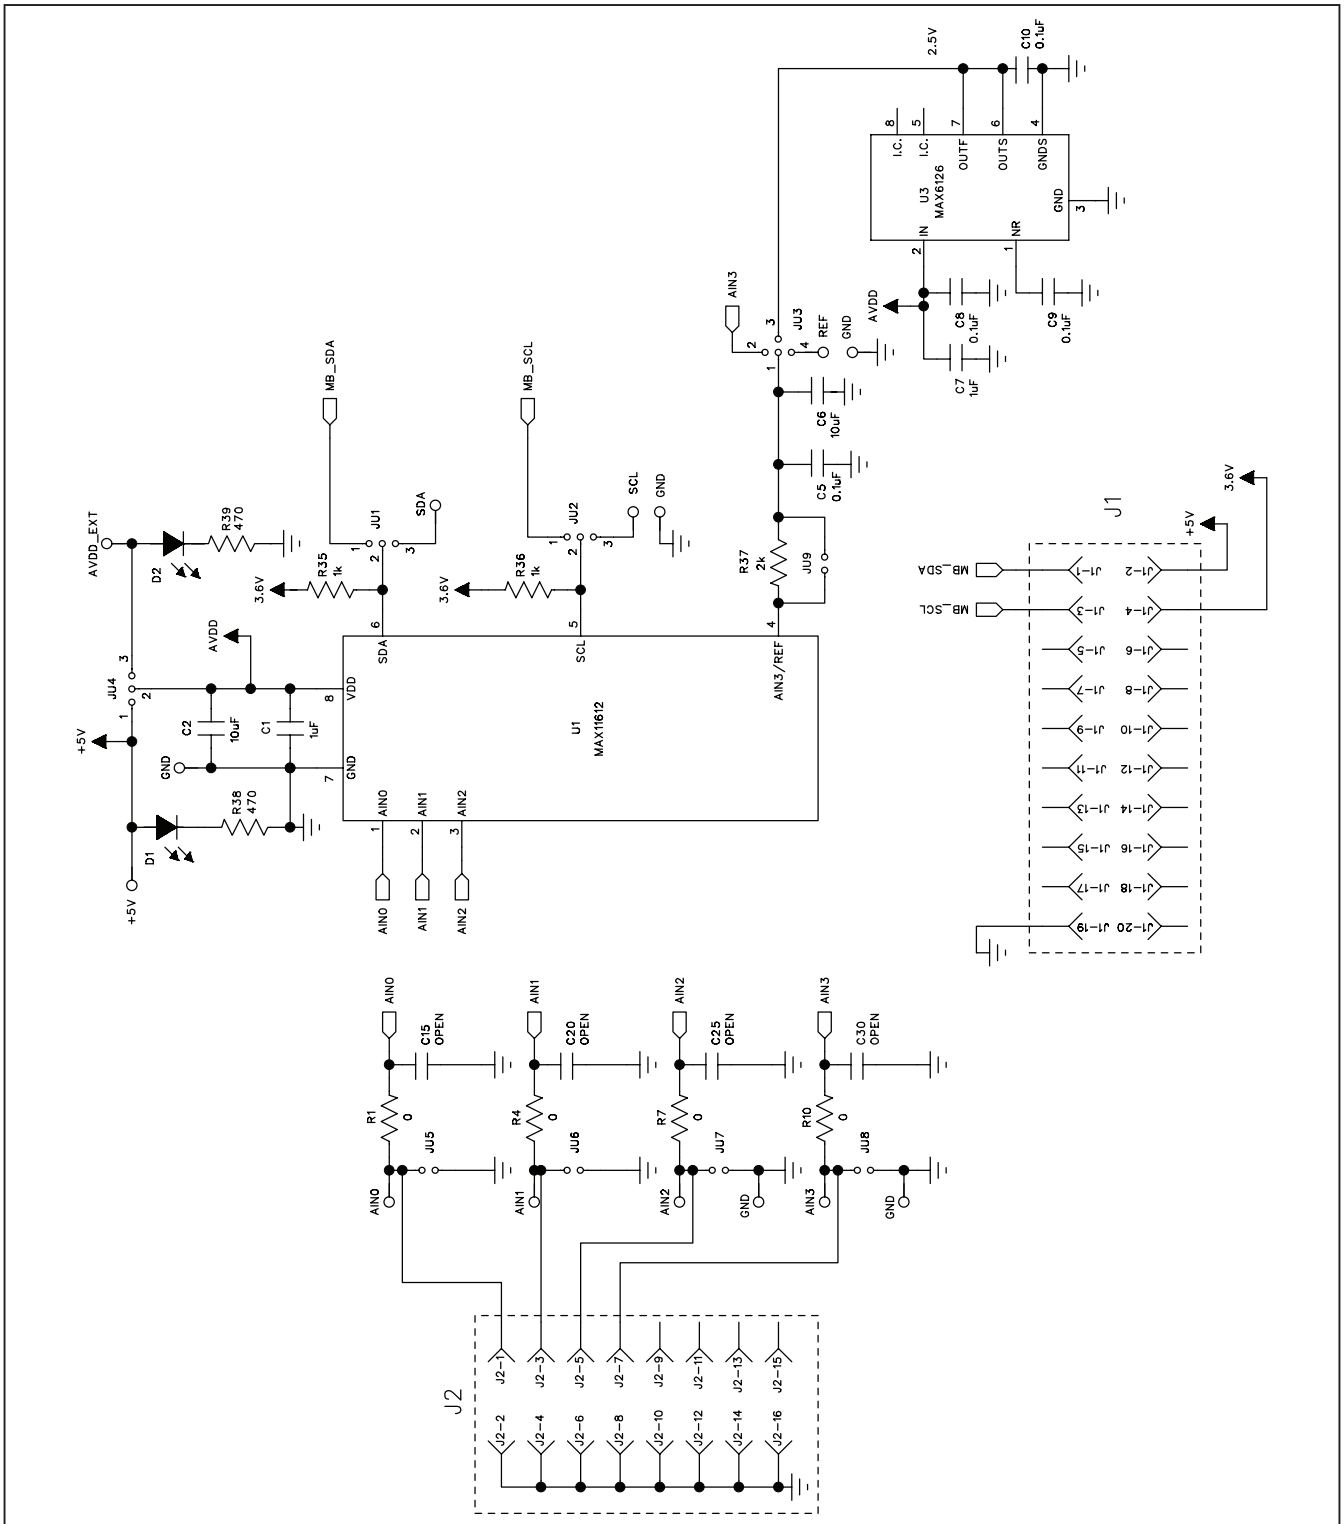 2.5V
C10
0.1uF
8
5
7
6
4
I.C.
I.C.
OUTF
OUTS
GNDS
U3
MAX6126
GND
3
IN
NR
2
1
AVDD
C8
0.1uF
C9
0.1uF
C7
1uF
AIN3
2
3
JU3
1
4
REF
GND
C6
10uF
C5
0.1uF
R37
2k
JU9
4
AIN3/REF
MB_SDA
1
JU1
2
3
SDA
R35
1k
3.6V
6
SDA
MB_SCL
1
JU2
2
3
SCL
GND
R36
1k
3.6V
5
SCL
AVDD_EXT
D2
R39
470
AVDD
3
JU4
2
1
+5V
GND
C2
10uF
C1
1uF
8
VDD
7
GND
U1
MAX11612
D1
R38
470
+5V
1
AIN0
2
AIN1
3
AIN2
AIN0
AIN1
AIN2
J1
3.6V
+5V
MB_SDA
MB_SCL
J1-1
J1-2
J1-3
J1-4
J1-5
J1-6
J1-7
J1-8
J1-9
J1-10
J1-11
J1-12
J1-13
J1-14
J1-15
J1-16
J1-17
J1-18
J1-19
J1-20
AIN0
C15
OPEN
R1
0
JU5
AIN0
AIN1
C20
OPEN
R4
0
JU6
AIN1
AIN2
C25
OPEN
R7
0
JU7
AIN2
GND
AIN3
C30
OPEN
R10
0
JU8
AIN3
GND
J2
J2-1
J2-2
J2-3
J2-4
J2-5
J2-6
J2-7
J2-8
J2-9
J2-10
J2-11
J2-12
J2-13
J2-14
J2-15
J2-16